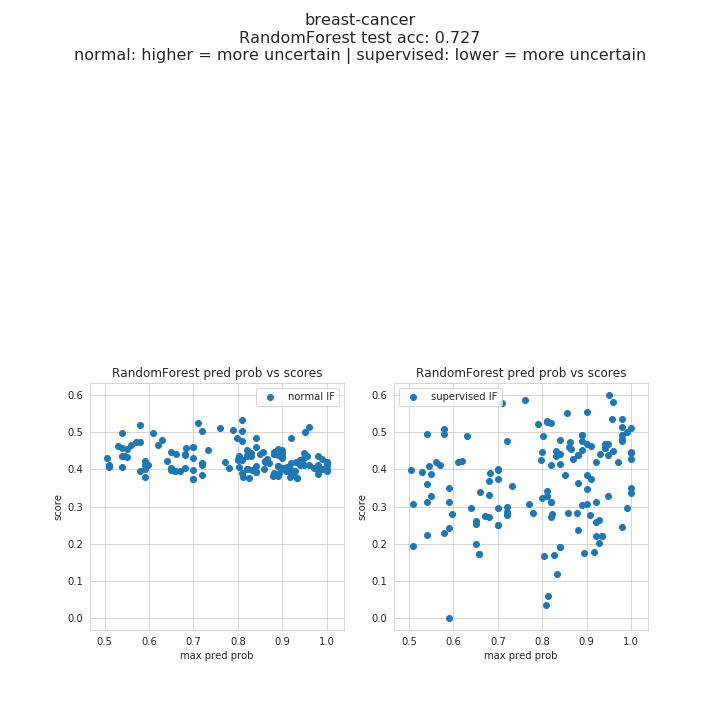 breast-cancer
RandomForest test acc: 0.727
normal: higher = more uncertain | supervised: lower = more uncertain
RandomForest pred prob vs scores
normal IF
score
0.6
0.5
0.4
0.3
0.2
0.1
0.0
0.5 0.6 0.7 0.8 0.9 1.0
max pred prob
RandomForest pred prob vs scores
supervised IF
score
0.6
0.5
0.4
0.3
0.2
0.1
0.0
0.5 0.6 0.7 0.8 0.9 1.0
max pred prob